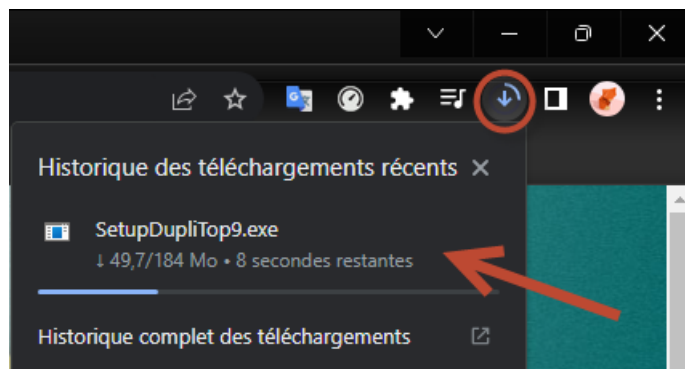 Historique des téléchargements récents
SetupDupliTop9.exe
↓ 49,7/184 Mo • 8 secondes restantes
Historique complet des téléchargements